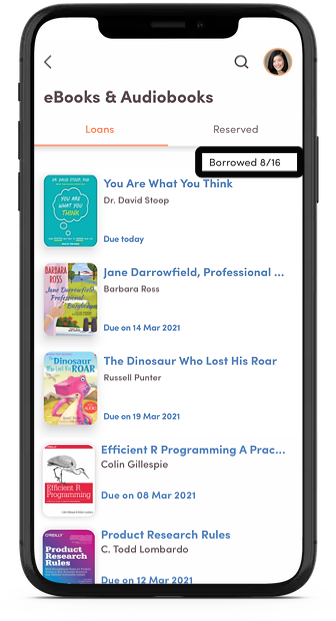 eBooks & Audiobooks
Loans
Reserved
Borrowed 8/16
DR. DAVID STOOP, PhD
YOU ARE
WHAT YOU
THINK
You Are What You Think
Dr. David Stoop
Due today
BARBARA
ROSS
Jane Darrowfield,
Professional
Busybody
Jane Darrowfield, Professional ...
Barbara Ross
Due on 14 Mar 2021
The
Dinosaur
Who Lost His
ROAR
The Dinosaur Who Lost His Roar
Russell Punter
Due on 19 Mar 2021
Efficient R
Programming
Efficient R Programming A Prac...
Colin Gillespie
Due on 08 Mar 2021
O'REILLY
Product
Research
Rules
Product Research Rules
C. Todd Lombardo
Due on 12 Mar 2021